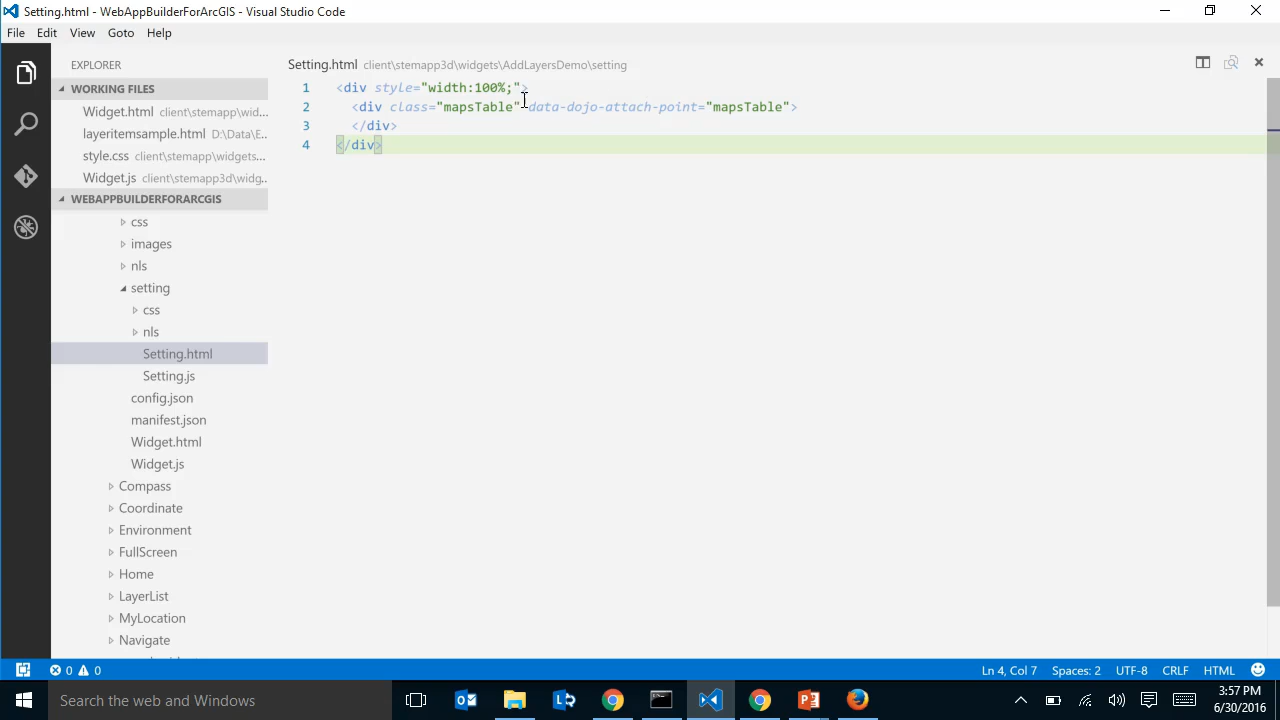 Setting.html - WebAppBuilderForArcGIS - Visual Studio Code
File Edit View Goto Help
EXPLORER
WORKING FILES
Widget.html client\stemapp\wid...
layeritemsample.html D:\Data\E...
style.css client\stemapp\widgets...
Widget.js client\stemapp3d\widg..
WEBAPPBUILDERFORARCGIS
css
images
nls
setting
css
nls
Setting.html
Setting.js
config.json
manifest.json
Widget.html
Widget.js
Compass
Coordinate
Environment
FullScreen
Home
LayerList
MyLocation
Navigate
Setting.html client\stemapp3d\widgets\AddLayersDemo\setting
1 <div style="width:100%;">
2 <div class="mapsTable" data-dojo-attach-point="mapsTable">
3 </div>
4 </div>
0 0
Ln 4, Col 7 Spaces: 2 UTF-8 CRLF HTML
Search the web and Windows
3:57 PM
6/30/2016